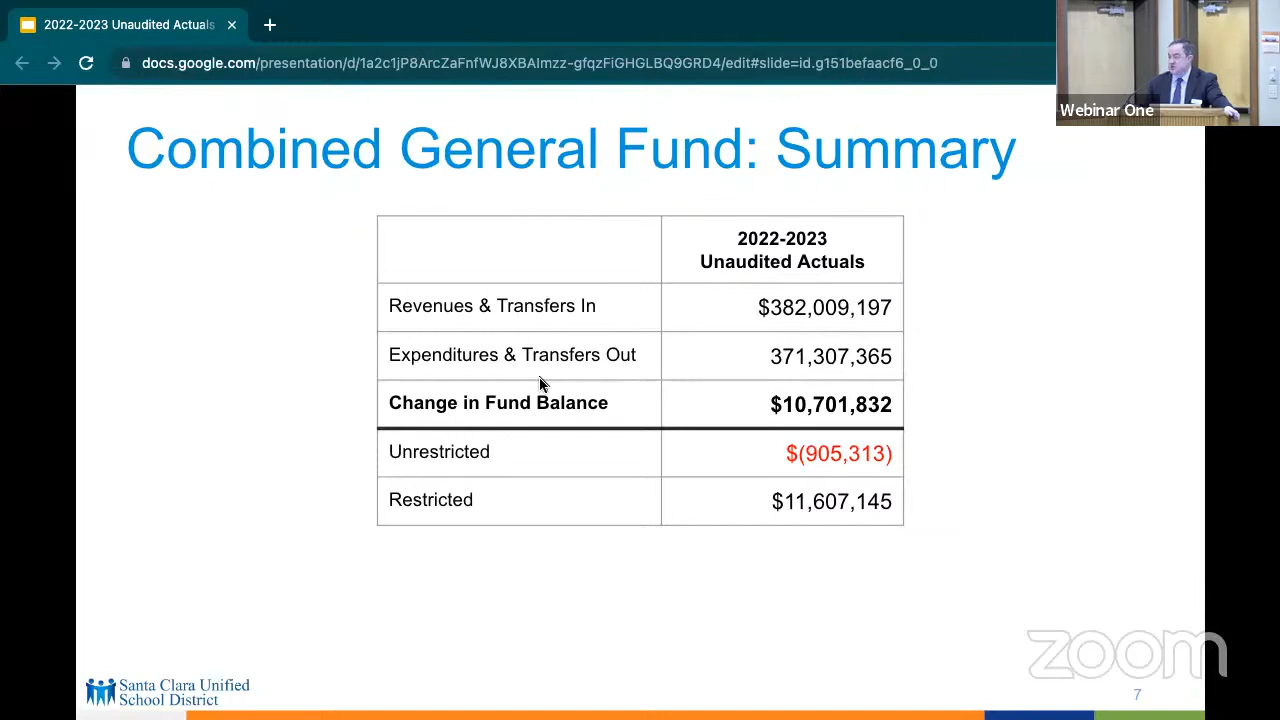 2022-2023 Unaudited Actuals
docs.google.com/presentation/d/1a2c1jP8ArcZaFnfWJ8XBAlmzz-gfqzFiGHGLBQ9GRD4/edit#slide=id.g151befaacf6_0_0
Webinar One
Combined General Fund: Summary
2022-2023
Unaudited Actuals
Revenues & Transfers In $382,009,197
Expenditures & Transfers Out 371,307,365
Change in Fund Balance $10,701,832
Unrestricted $(905,313)
Restricted $11,607,145
zoom
Santa Clara Unified
School District
7